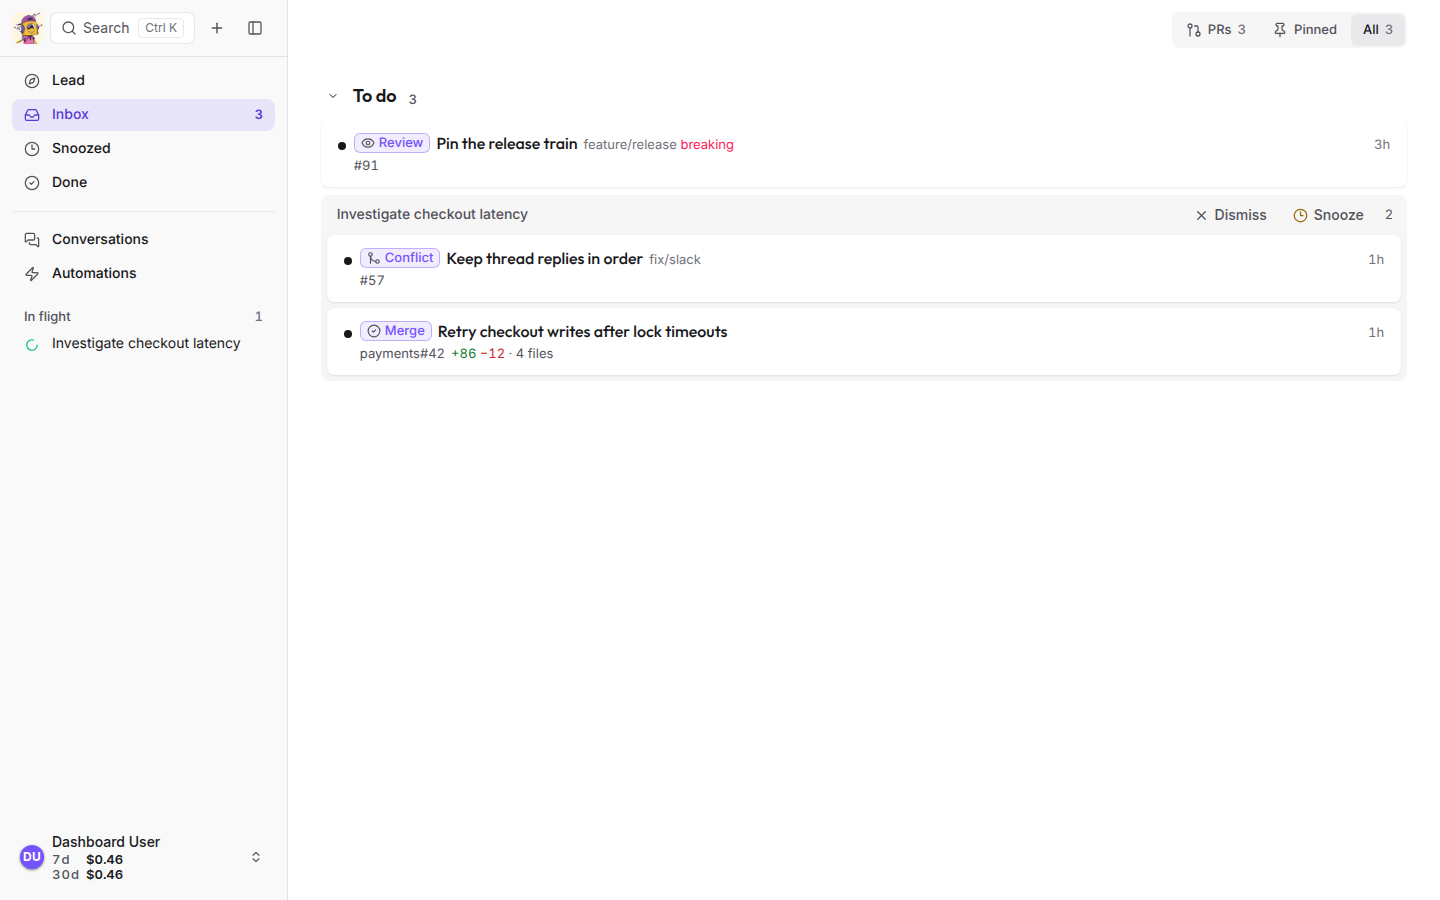 Search Ctrl K
PRs 3 Pinned All 3
Lead
Inbox 3
Snoozed
Done
Conversations
Automations
In flight 1
Investigate checkout latency
Dashboard User
DU
7d $0.46
30d $0.46
To do 3
Review Pin the release train feature/release breaking 3h
#91
Investigate checkout latency Dismiss Snooze 2
Conflict Keep thread replies in order fix/slack 1h
#57
Merge Retry checkout writes after lock timeouts 1h
payments#42 +86 −12 · 4 files